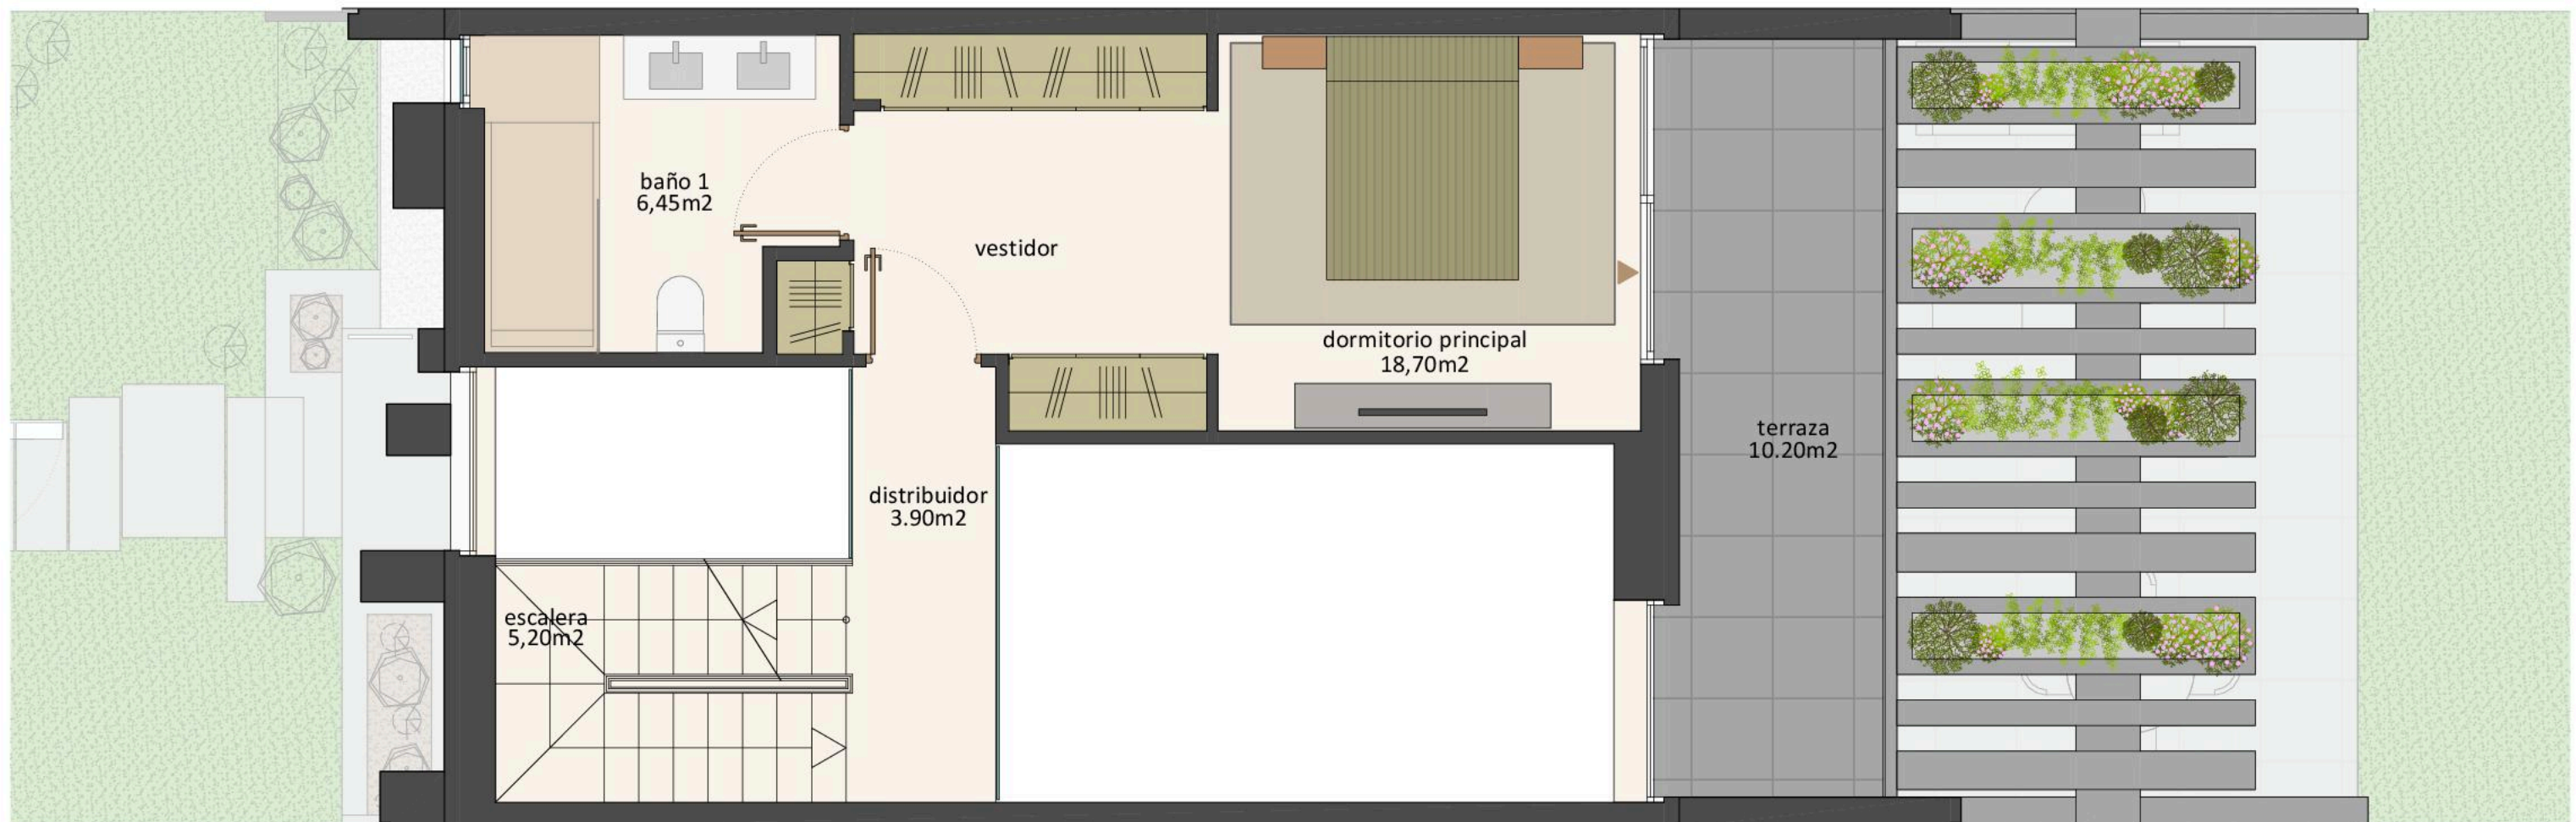 baño 1
6,45m2
vestidor
dormitorio principal
18,70m2
terraza
10.20m2
distribuidor
3.90m2
escalera
5,20m2